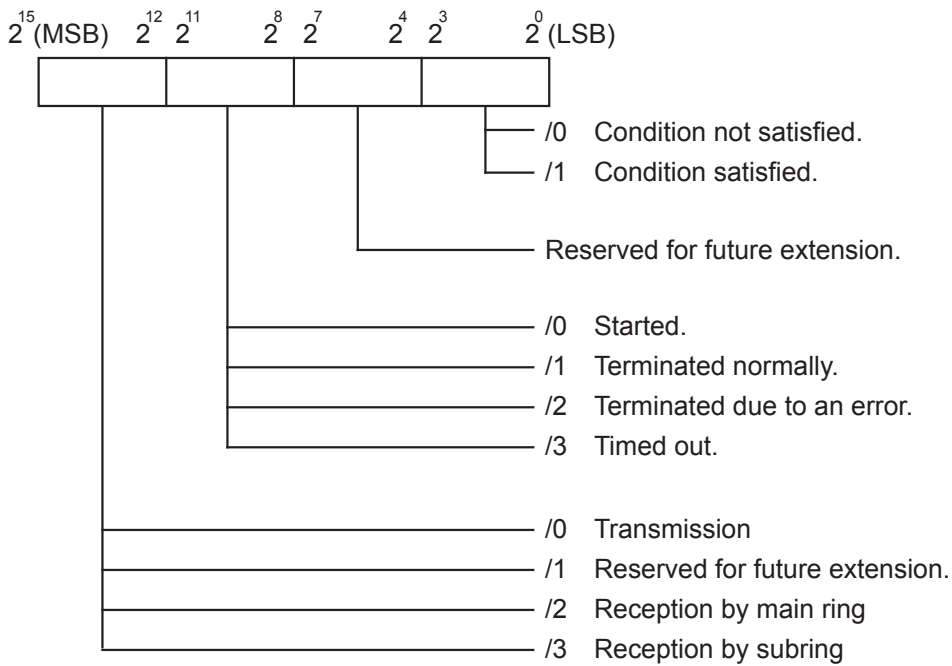 2^15 (MSB) 2^12 2^11 2^8 2^7 2^4 2^3 2^0 (LSB)
/0 Condition not satisfied.
/1 Condition satisfied.
Reserved for future extension.
/0 Started.
/1 Terminated normally.
/2 Terminated due to an error.
/3 Timed out.
/0 Transmission
/1 Reserved for future extension.
/2 Reception by main ring
/3 Reception by subring